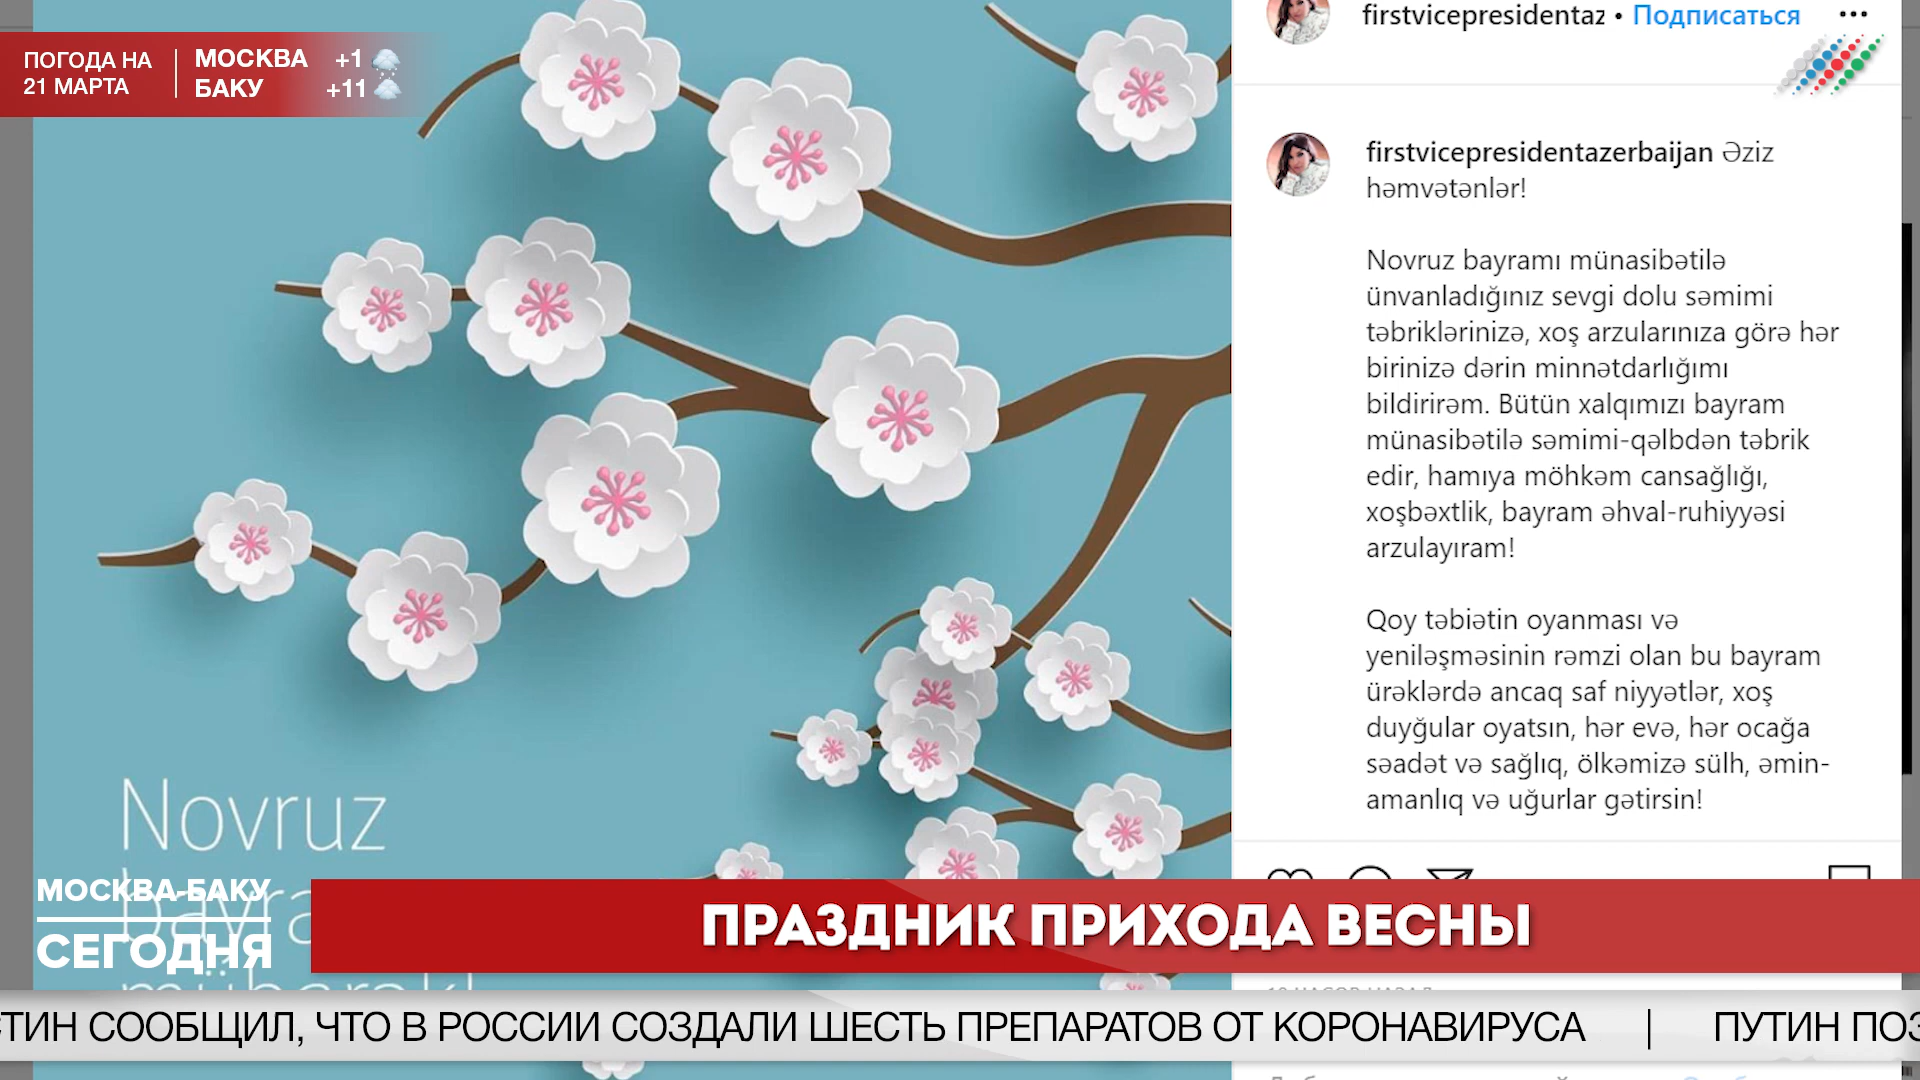 ПОГОДА НА
21 МАРТА
МОСКВА +1
БАКУ +11
firstvicepresidentaz • Подписаться •••
firstvicepresidentazerbaijan Əziz
həmvətənlər!
Novruz bayramı münasibətilə
ünvanladığınız sevgi dolu səmimi
təbriklərinizə, xoş arzularınıza görə hər
birinizə dərin minnətdarlığımı
bildirirəm. Bütün xalqımızı bayram
münasibətilə səmimi-qəlbdən təbrik
edir, hamıya möhkəm cansağlığı,
xoşbəxtlik, bayram əhval-ruhiyyəsi
arzulayıram!
Qoy təbiətin oyanması və
yeniləşməsinin rəmzi olan bu bayram
ürəklərdə ancaq saf niyyətlər, xoş
duyğular oyatsın, hər evə, hər ocağa
səadət və sağlıq, ölkəmizə sülh, əmin-
amanlıq və uğurlar gətirsin!
Novruz
МОСКВА-БАКУ
СЕГОДНЯ
ПРАЗДНИК ПРИХОДА ВЕСНЫ
СТИН СООБЩИЛ, ЧТО В РОССИИ СОЗДАЛИ ШЕСТЬ ПРЕПАРАТОВ ОТ КОРОНАВИРУСА | ПУТИН ПОЗ